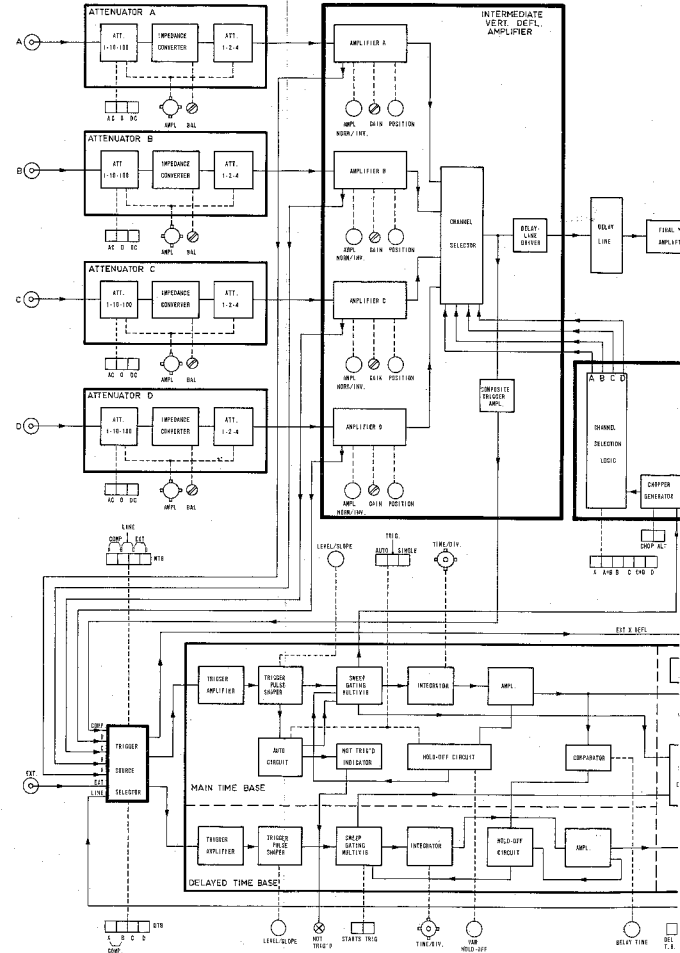 ATTENUATOR A
INTERMEDIATE
VERT. DEFL.
AMPLIFIER
A
ATT.
1-10-100
IMPEDANCE
CONVERTER
ATT.
1-2-4
AMPLIFIER A
AC 0 DC
AMPL
BAL
AMPL
NORM/INV.
GAIN
POSITION
ATTENUATOR B
B
ATT
1-10-100
IMPEDANCE
CONVERTER
ATT.
1-2-4
AMPLIFIER B
CHANNEL
SELECTOR
DELAY-
LINE
DRIVER
DELAY
LINE
FINAL Y
AMPLIF
AC 0 DC
AMPL
BAL
AMPL
NORM/INV.
GAIN
POSITION
ATTENUATOR C
C
ATT.
1-10-100
IMPEDANCE
CONVERTER
ATT.
1-2-4
AMPLIFIER C
AC 0 DC
AMPL
BAL
AMPL
NORM/INV.
GAIN
POSITION
COMPOSITE
TRIGGER
AMPL.
A B C D
CHANNEL
SELECTION
LOGIC
CHOPPER
GENERATOR
ATTENUATOR D
D
ATT.
1-10-100
IMPEDANCE
CONVERTER
ATT.
1-2-4
AMPLIFIER D
AC 0 DC
AMPL
BAL
AMPL
NORM/INV.
GAIN
POSITION
CHOP ALT
A A+B B C C+D D
LINE
COMP
EXT
A B C D
MTB
LEVEL/SLOPE
TRIG.
AUTO
SINGLE
TIME/DIV.
EXT X DEFL
TRIGGER
AMPLIFIER
TRIGGER
PULSE
SHAPER
SWEEP
GATING
MULTIVIB
INTEGRATOR
AMPL.
COMP
D
C
B
A
EXT
LINE
EXT.
TRIGGER
SOURCE
SELECTOR
AUTO
CIRCUIT
NOT TRIG'D
INDICATOR
HOLD-OFF CIRCUIT
COMPARATOR
MAIN TIME BASE
TRIGGER
AMPLIFIER
TRIGGER
PULSE
SHAPER
SWEEP
GATING
MULTIVIB
INTEGRATOR
HOLD-OFF
CIRCUIT
AMPL.
DELAYED TIME BASE
A B C D
COMP.
DTB
LEVEL/SLOPE
NOT
TRIG'D
STARTS TRIG
TIME/DIV.
VAR
HOLD-OFF
DELAY TIME
DEL
T.B.